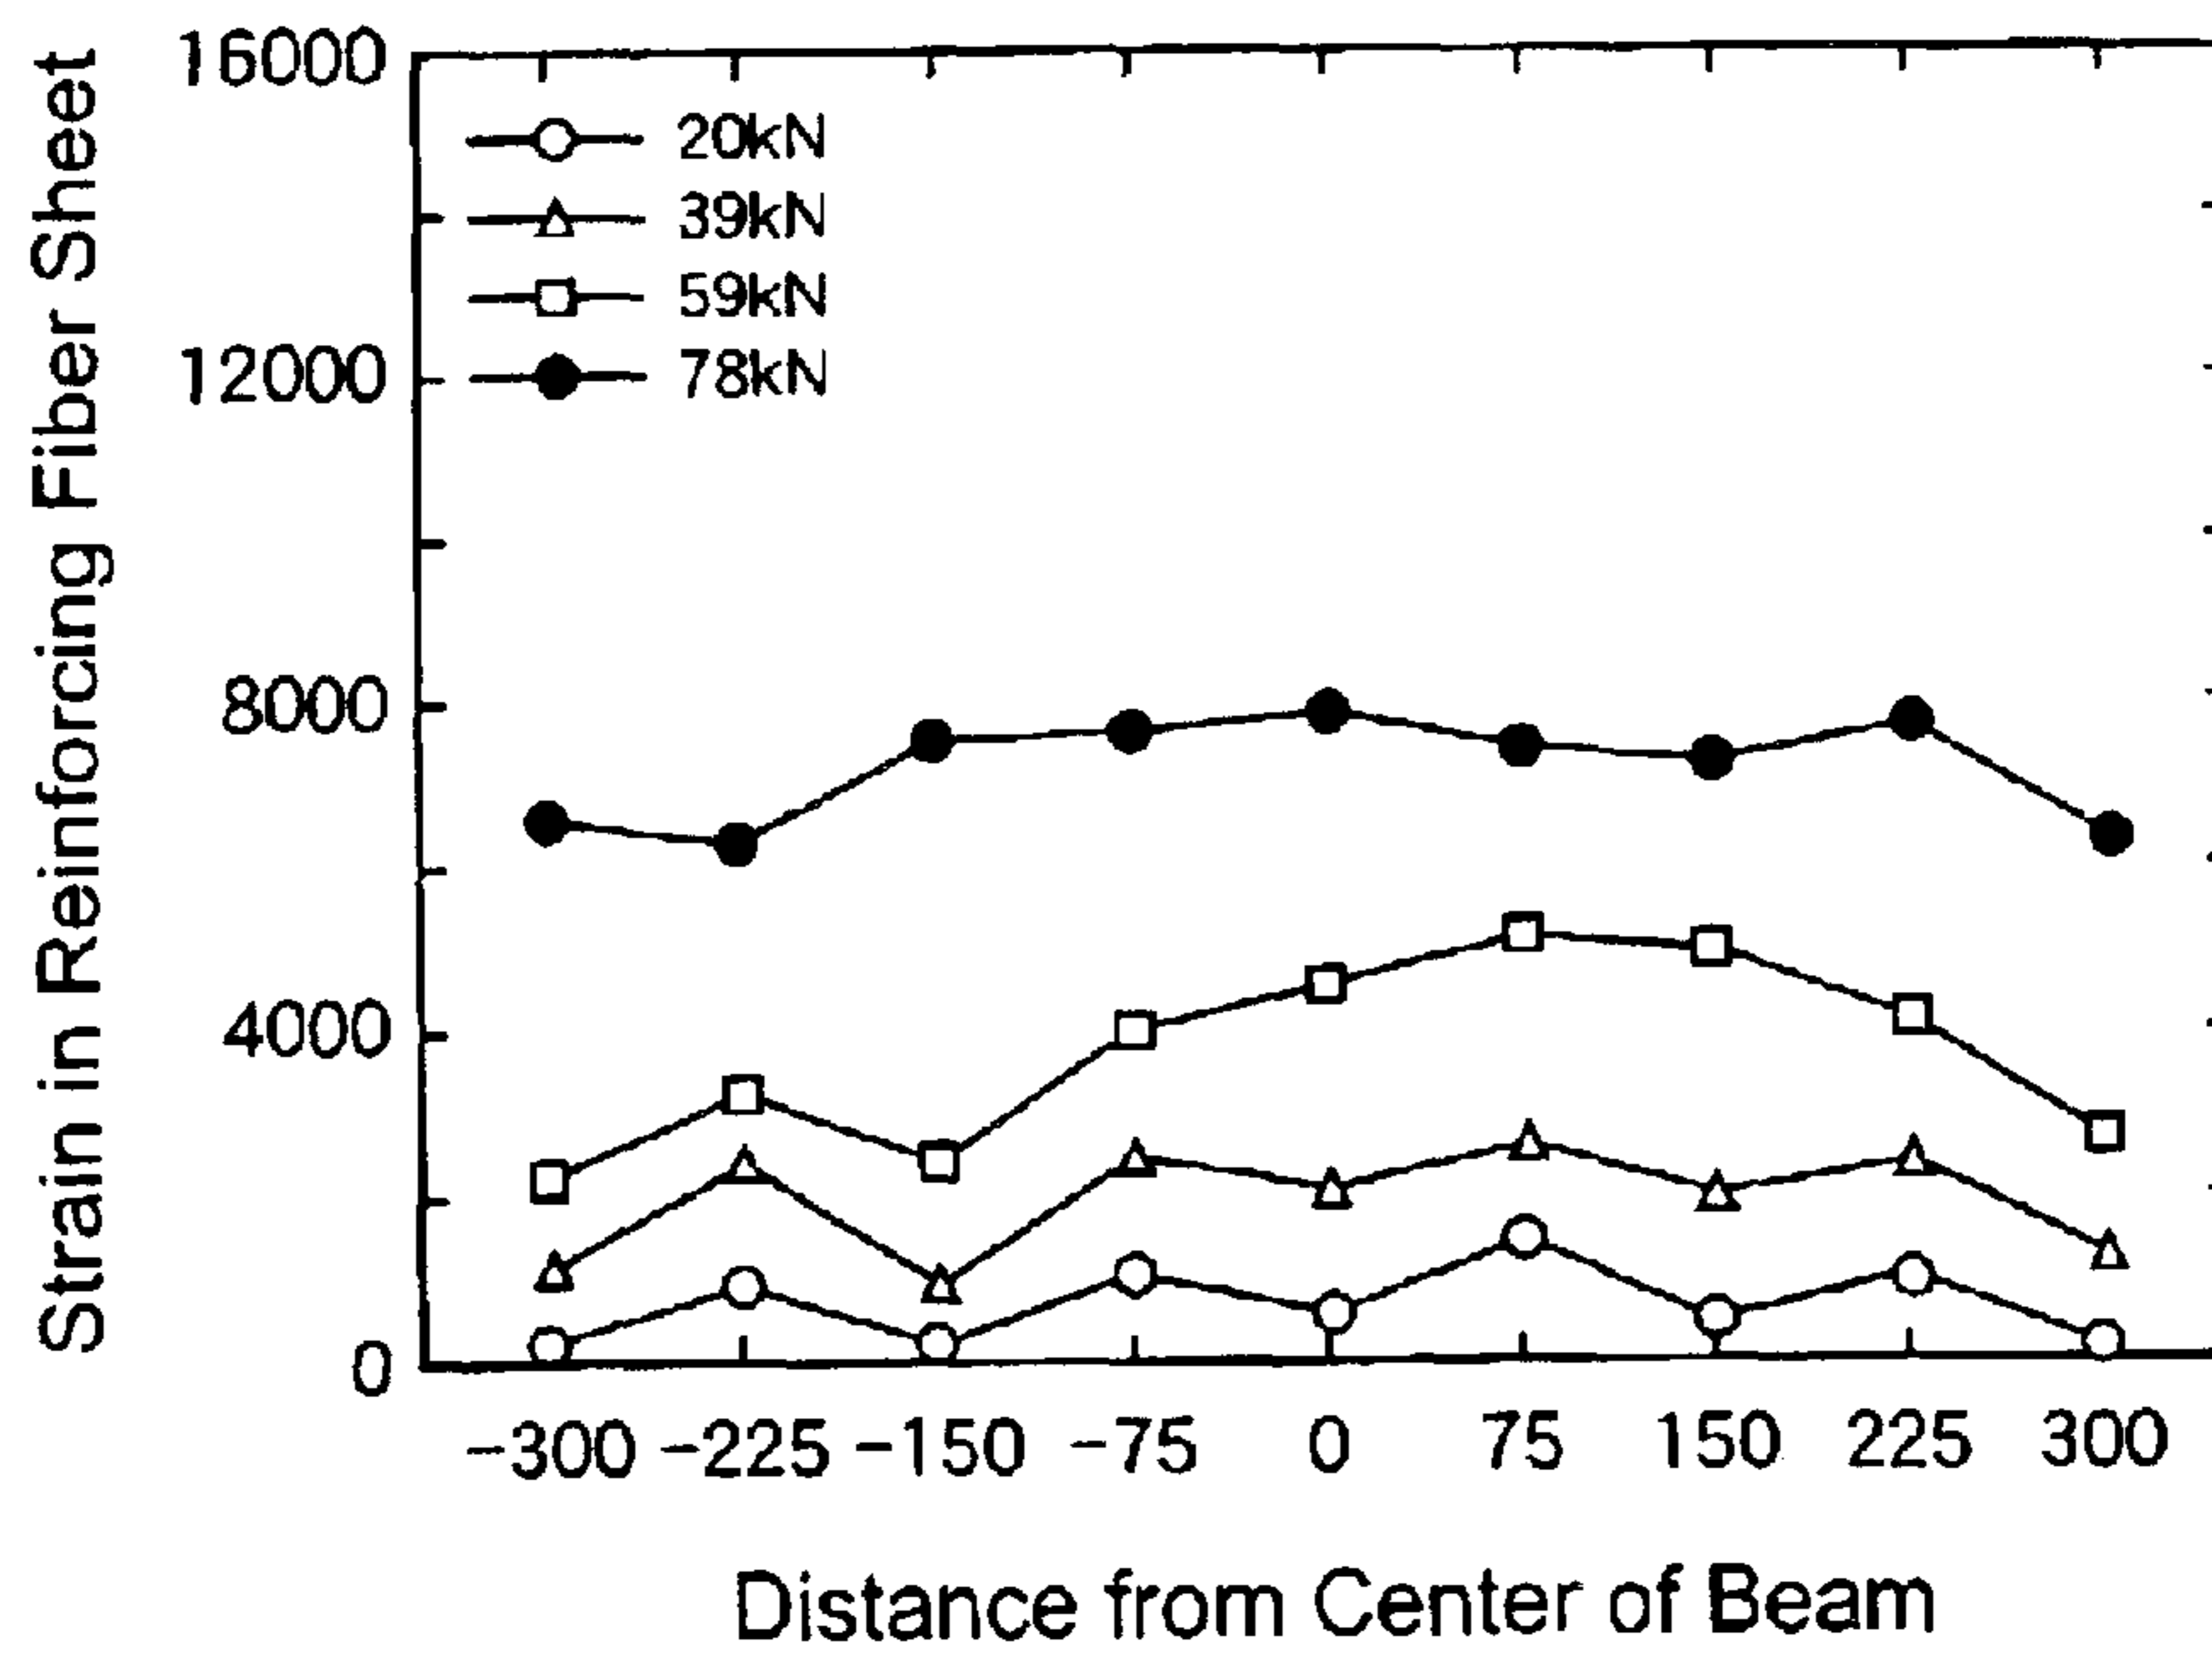 Strain in Reinforcing Fiber Sheet
16000
12000
8000
4000
0
20kN
39kN
59kN
78kN
-300 -225 -150 -75 0 75 150 225 300
Distance from Center of Beam